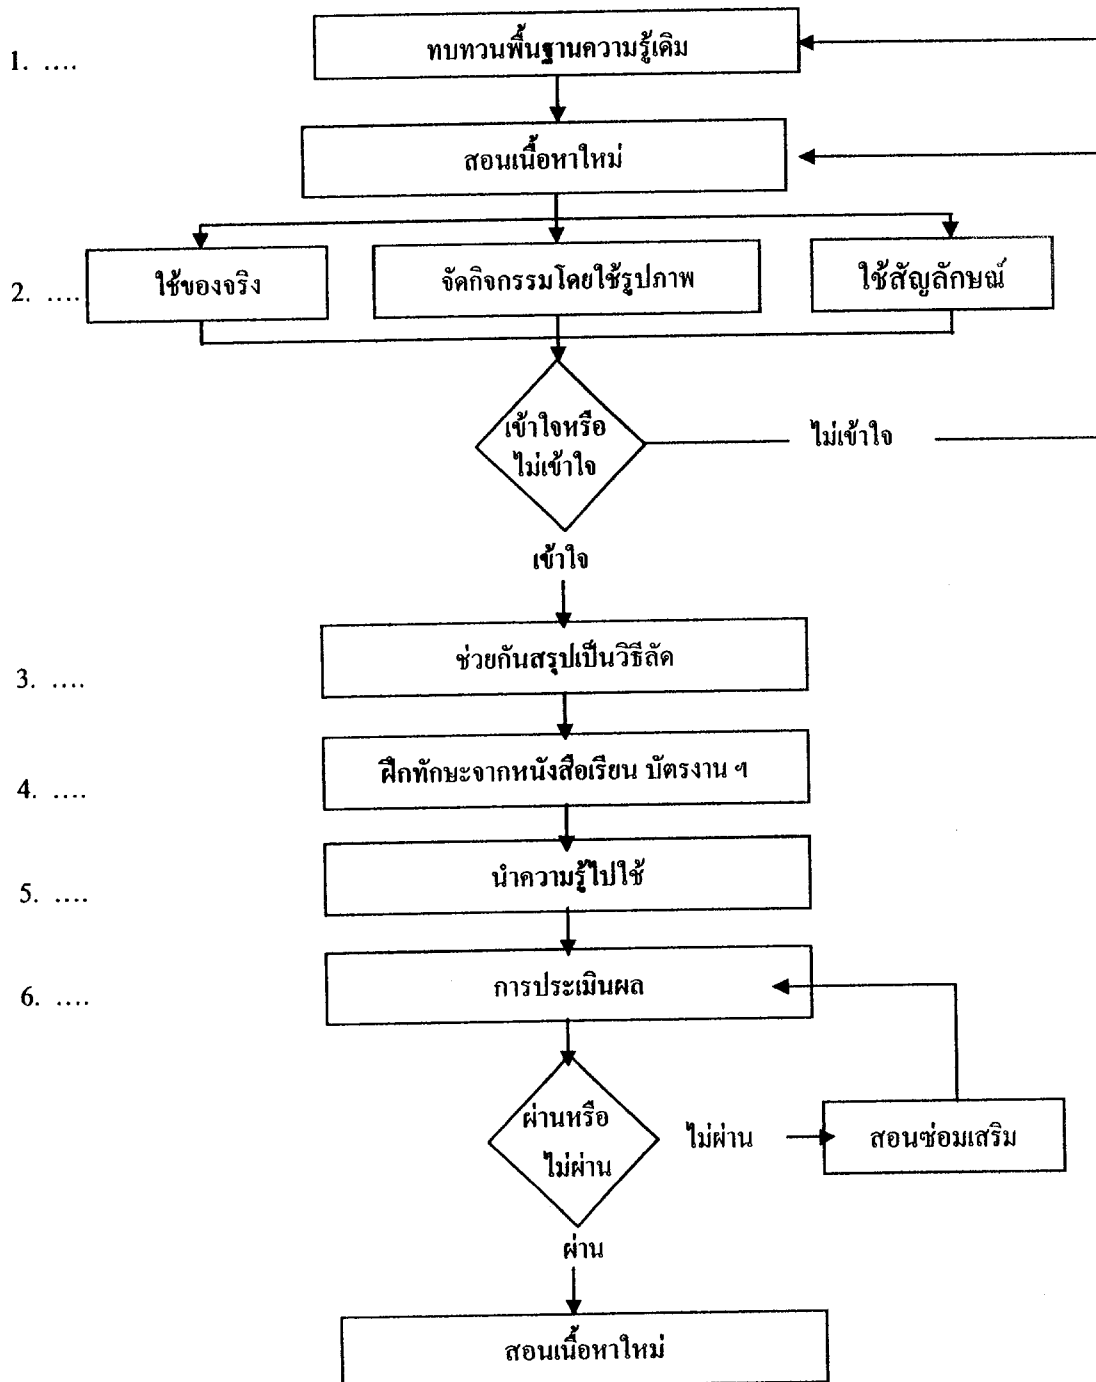 1. ....
ทบทวนพื้นฐานความรู้เดิม
สอนเนื้อหาใหม่
2. ....
ใช้ของจริง
จัดกิจกรรมโดยใช้รูปภาพ
ใช้สัญลักษณ์
เข้าใจหรือ
ไม่เข้าใจ
ไม่เข้าใจ
เข้าใจ
3. ....
ช่วยกันสรุปเป็นวิธีลัด
4. ....
ฝึกทักษะจากหนังสือเรียน บัตรงาน ฯ
5. ....
นำความรู้ไปใช้
6. ....
การประเมินผล
ผ่านหรือ
ไม่ผ่าน
ไม่ผ่าน
สอนซ่อมเสริม
ผ่าน
สอนเนื้อหาใหม่